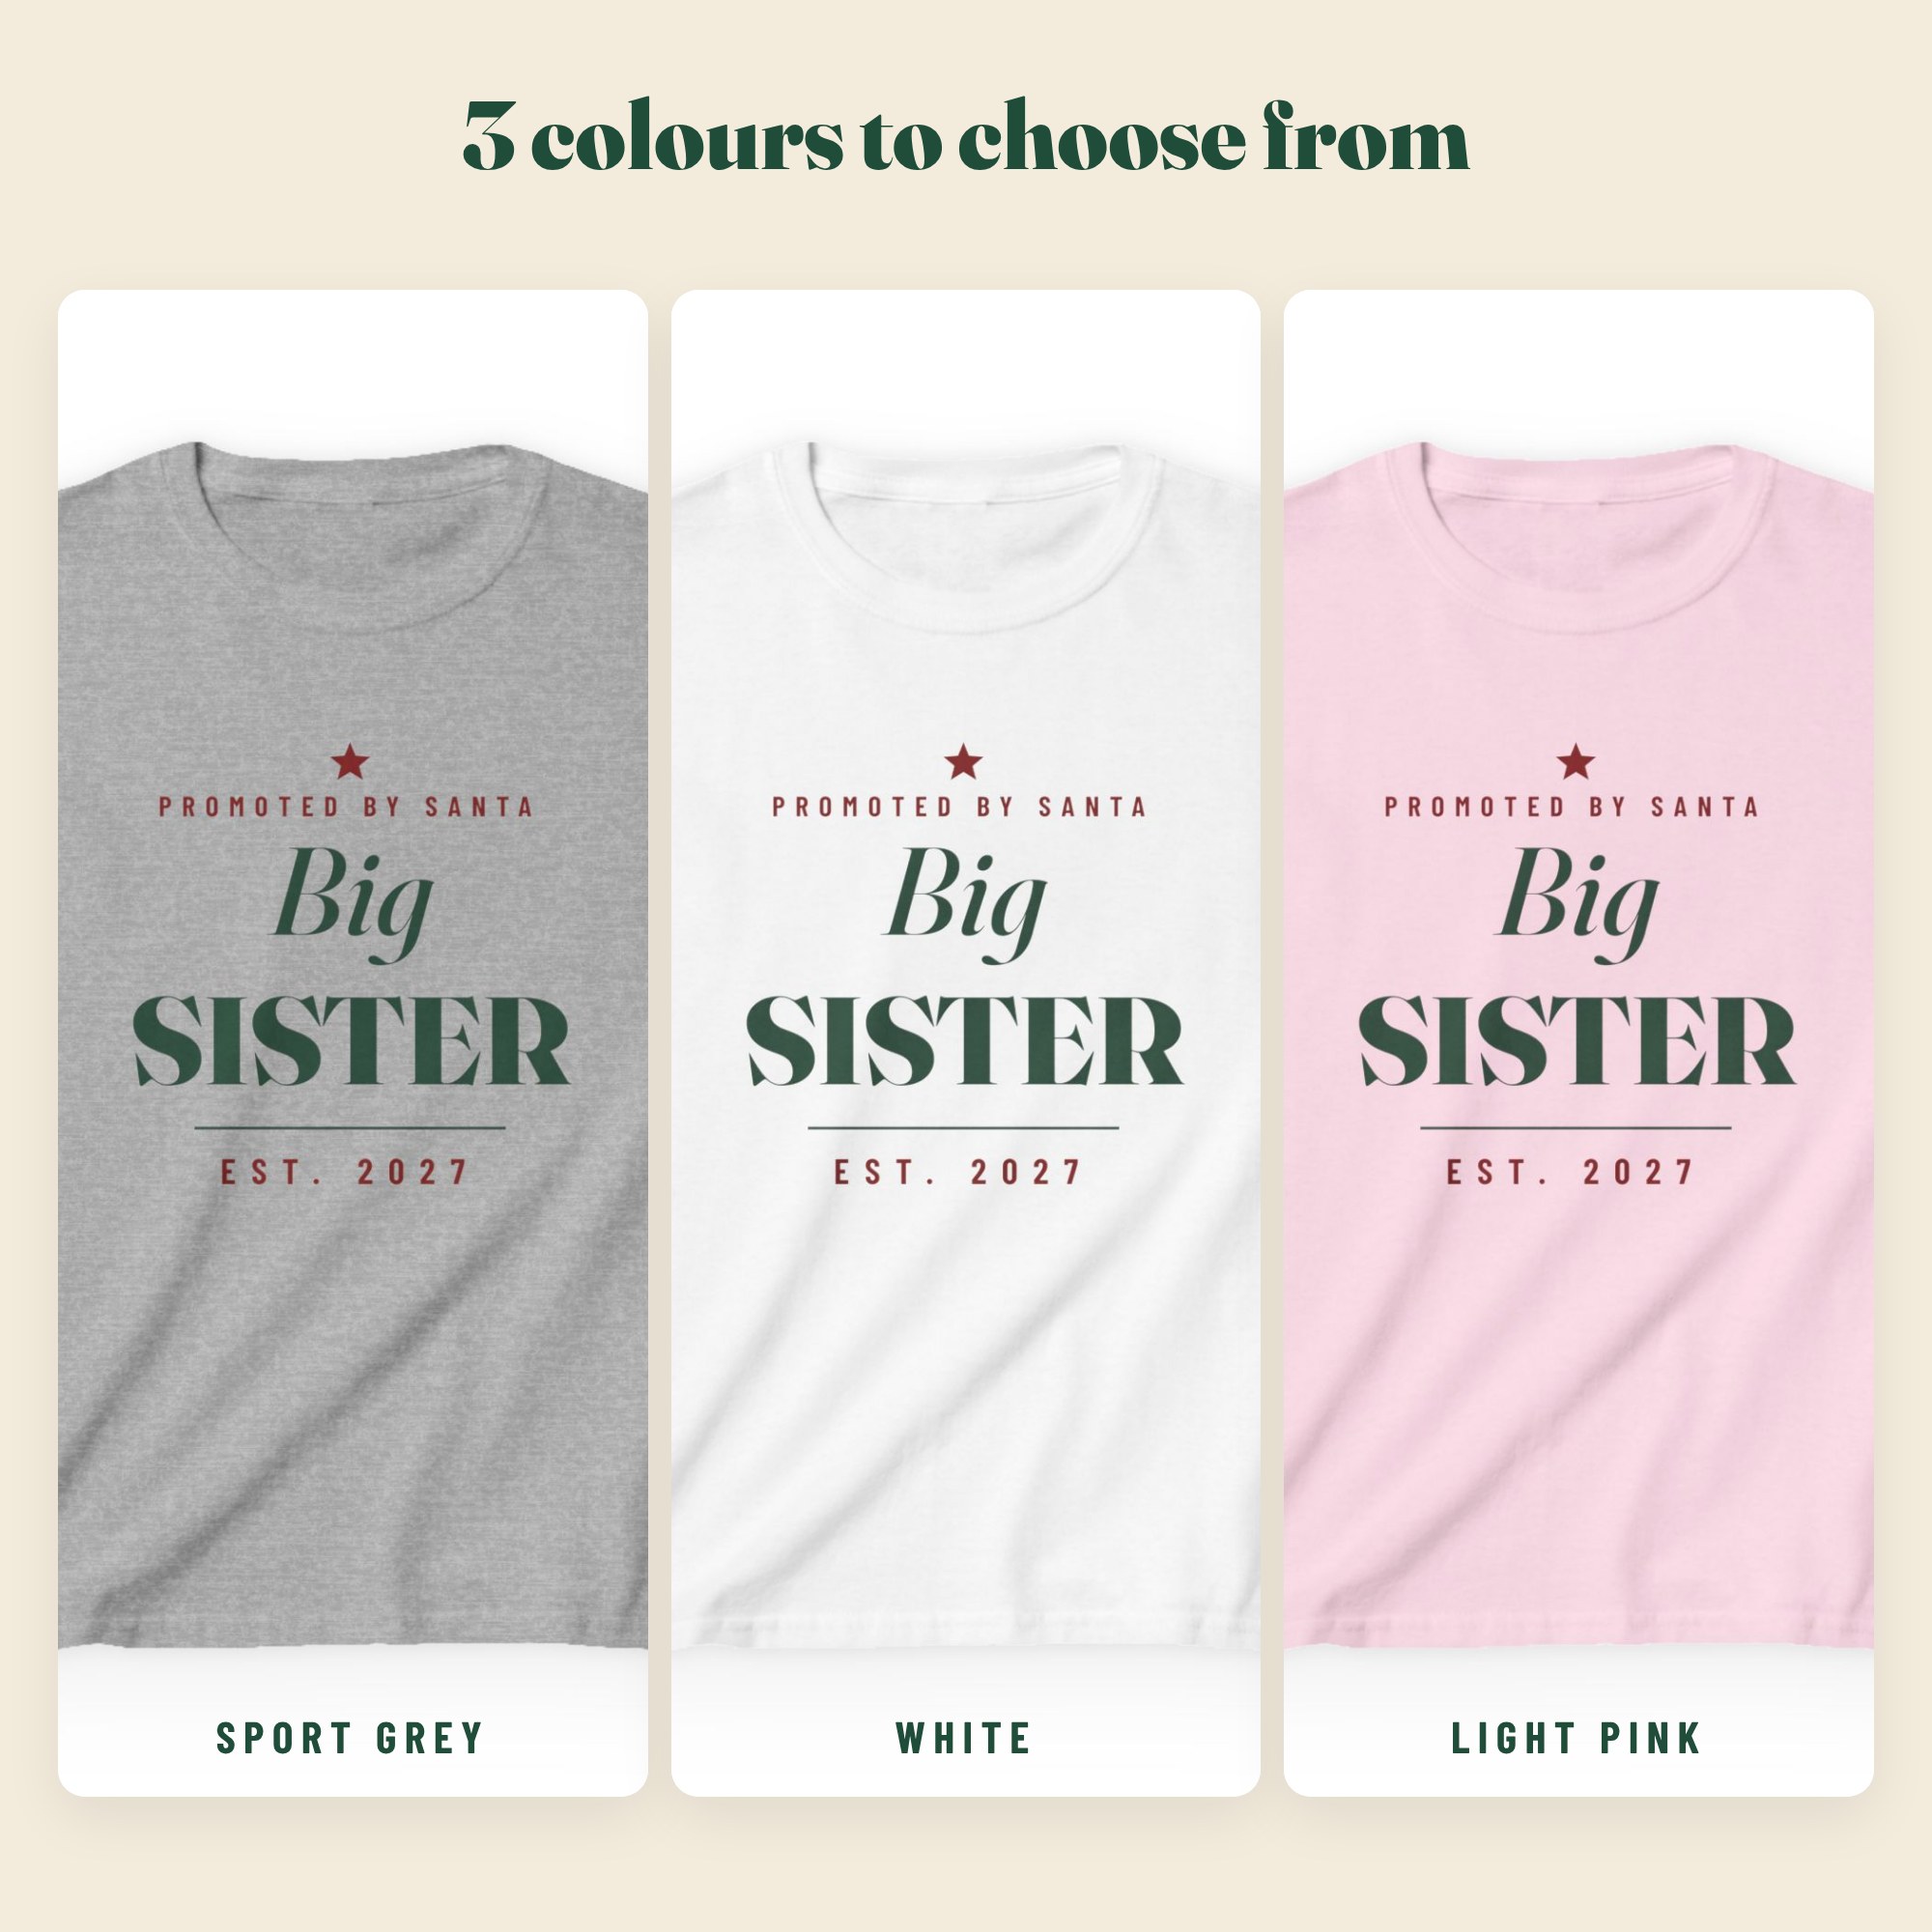 3 colours to choose from
PROMOTED BY SANTA
Big
SISTER
EST. 2027
SPORT GREY
PROMOTED BY SANTA
Big
SISTER
EST. 2027
WHITE
PROMOTED BY SANTA
Big
SISTER
EST. 2027
LIGHT PINK